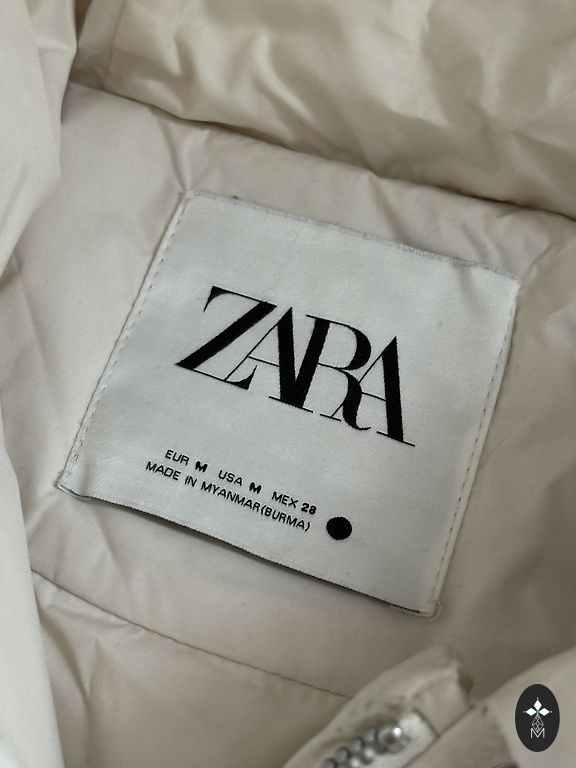 ZARA
EUR M USA M MEX 28
MADE IN MYANMAR(BURMA)
M